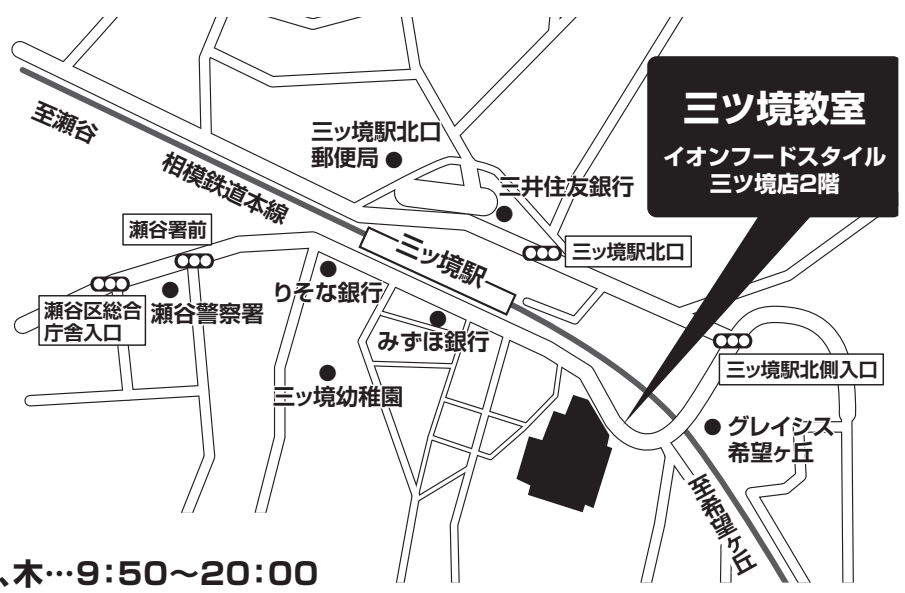 三ツ境教室
イオンフードスタイル
三ツ境店2階
至瀬谷
相模鉄道本線
三ッ境駅北口
郵便局
三井住友銀行
瀬谷署前
三ッ境駅北口
三ッ境駅
瀬谷区総合
庁舎入口
瀬谷警察署
りそな銀行
みずほ銀行
三ッ境駅北側入口
三ッ境幼稚園
グレイシス
希望ヶ丘
至希望ヶ丘
、木…9:50〜20:00